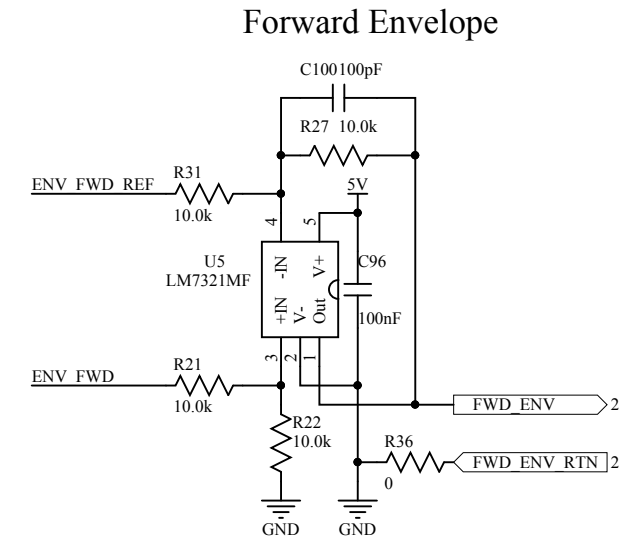 Forward Envelope
C100100pF
R27 10.0k
R31
ENV_FWD_REF
10.0k
5V
4
5
U5
LM7321MF
-IN
V+
C96
+IN
V-
Out
100nF
3
2
1
R21
ENV_FWD
10.0k
FWD_ENV 2
R22
10.0k
R36
FWD_ENV_RTN 2
0
GND
GND